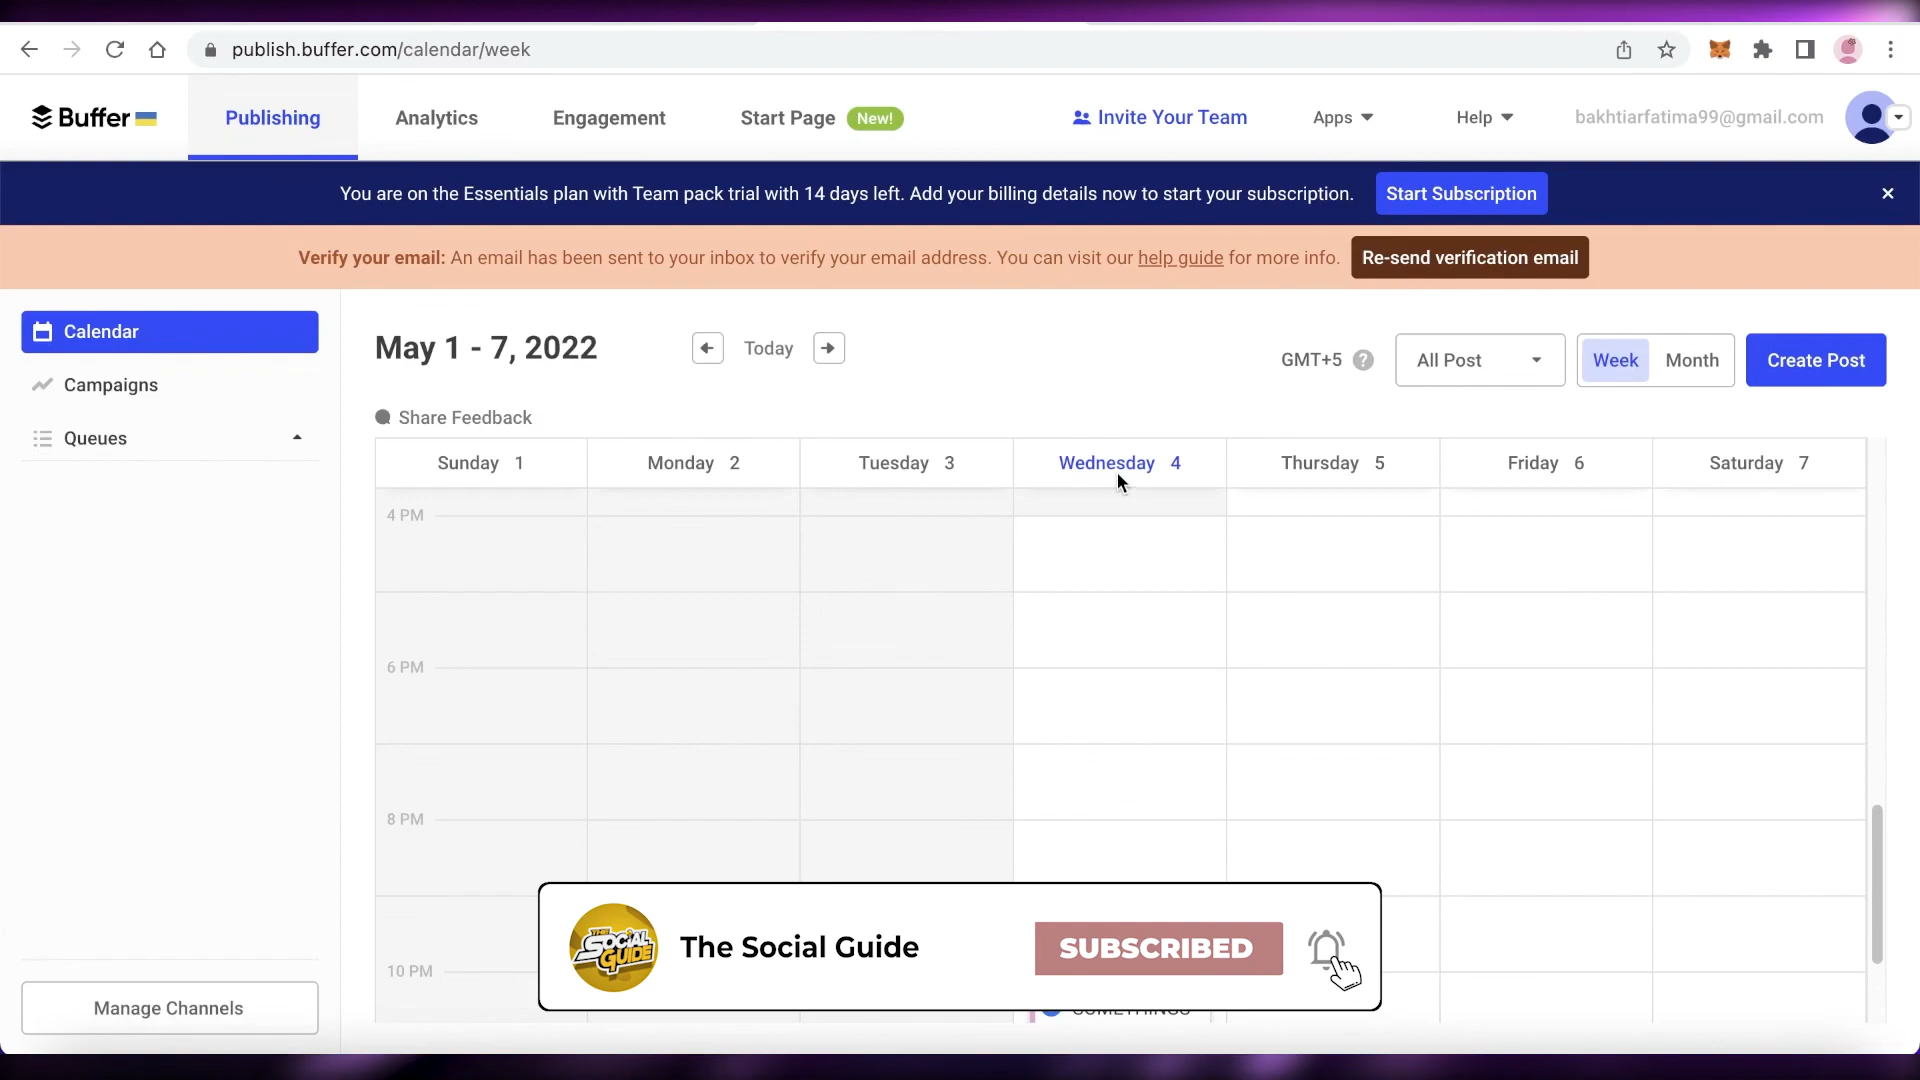 publish.buffer.com/calendar/week
Buffer
Publishing
Analytics
Engagement
Start Page New!
Invite Your Team
Apps
Help
bakhtiarfatima99@gmail.com
You are on the Essentials plan with Team pack trial with 14 days left. Add your billing details now to start your subscription.
Start Subscription
Verify your email: An email has been sent to your inbox to verify your email address. You can visit our help guide for more info.
Re-send verification email
Calendar
Campaigns
Queues
Manage Channels
May 1 - 7, 2022
Today
GMT+5 ?
All Post
Week
Month
Create Post
Share Feedback
Sunday 1
Monday 2
Tuesday 3
Wednesday 4
Thursday 5
Friday 6
Saturday 7
4 PM
6 PM
8 PM
10 PM
THE SOCIAL GUIDE
The Social Guide
SUBSCRIBED
SOMETHINGS